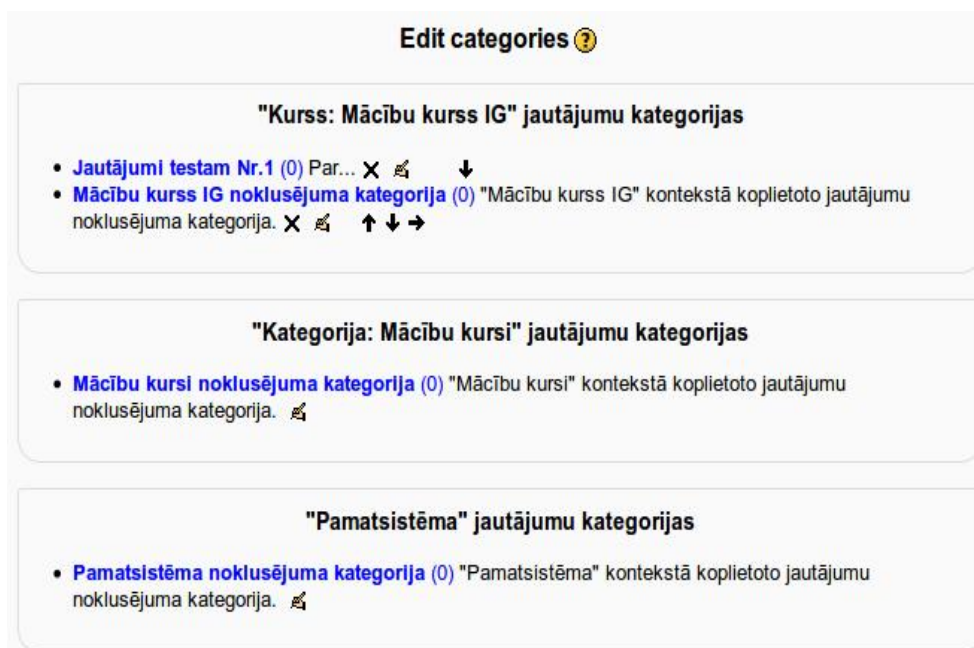 Edit categories
"Kurss: Mācību kurss IG" jautājumu kategorijas
Jautājumi testam Nr.1 (0) Par...
Mācību kurss IG noklusējuma kategorija (0) "Mācību kurss IG" kontekstā koplietoto jautājumu
noklusējuma kategorija.
"Kategorija: Mācību kursi" jautājumu kategorijas
Mācību kursi noklusējuma kategorija (0) "Mācību kursi" kontekstā koplietoto jautājumu
noklusējuma kategorija.
"Pamatsistēma" jautājumu kategorijas
Pamatsistēma noklusējuma kategorija (0) "Pamatsistēma" kontekstā koplietoto jautājumu
noklusējuma kategorija.